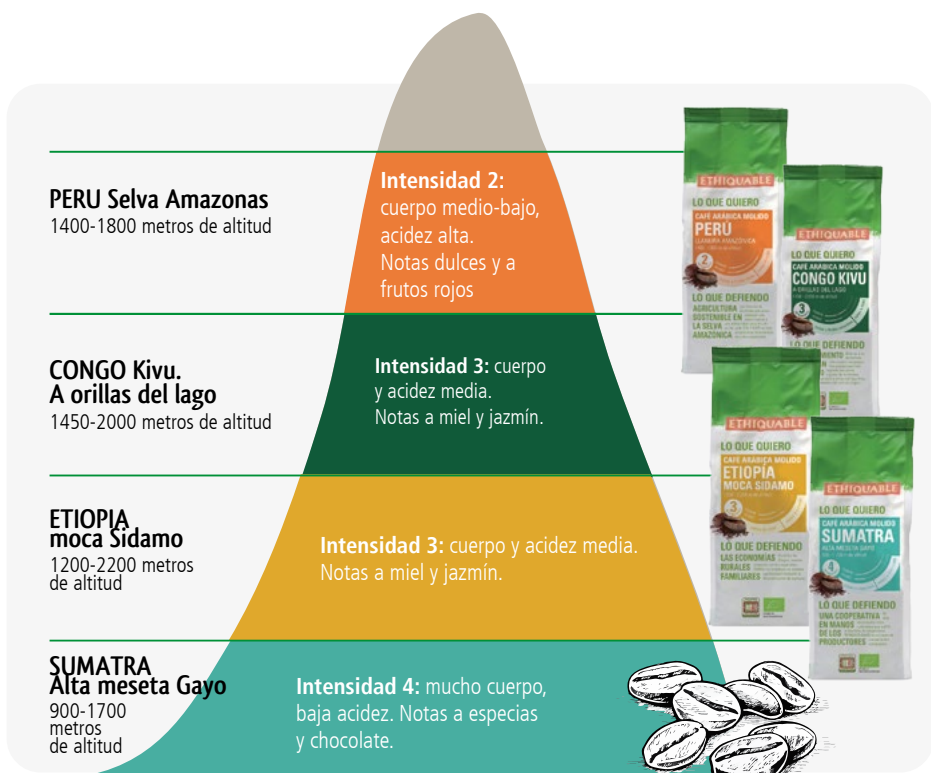 PERU Selva Amazonas
1400-1800 metros de altitud
Intensidad 2:
cuerpo medio-bajo,
acidez alta.
Notas dulces y a
frutos rojos
CONGO Kivu.
A orillas del lago
1450-2000 metros de altitud
Intensidad 3: cuerpo
y acidez media.
Notas a miel y jazmín.
ETIOPIA
moca Sidamo
1200-2200 metros
de altitud
Intensidad 3: cuerpo y acidez media.
Notas a miel y jazmín.
SUMATRA
Alta meseta Gayo
900-1700
metros
de altitud
Intensidad 4: mucho cuerpo,
baja acidez. Notas a especias
y chocolate.
ETHIQUABLE
LO QUE QUIERO
CAFÉ ARÁBICA MOLIDO
PERÚ
LLANURA AMAZÓNICA
2
LO QUE DEFIENDO
AGRICULTURA
SOSTENIBLE EN
LA SELVA
AMAZÓNICA
ETHIQUABLE
LO QUE QUIERO
CAFÉ ARÁBICA MOLIDO
CONGO KIVU
A ORILLAS DEL LAGO
3
LO QUE DEFIENDO
ETHIQUABLE
LO QUE QUIERO
CAFÉ ARÁBICA MOLIDO
ETIOPÍA
MOCA SIDAMO
3
LO QUE DEFIENDO
LAS ECONOMÍAS
RURALES
FAMILIARES
ETHIQUABLE
LO QUE QUIERO
CAFÉ ARÁBICA MOLIDO
SUMATRA
ALTA MESETA GAYO
4
LO QUE DEFIENDO
UNA COOPERATIVA
EN MANOS
DE LOS
PRODUCTORES